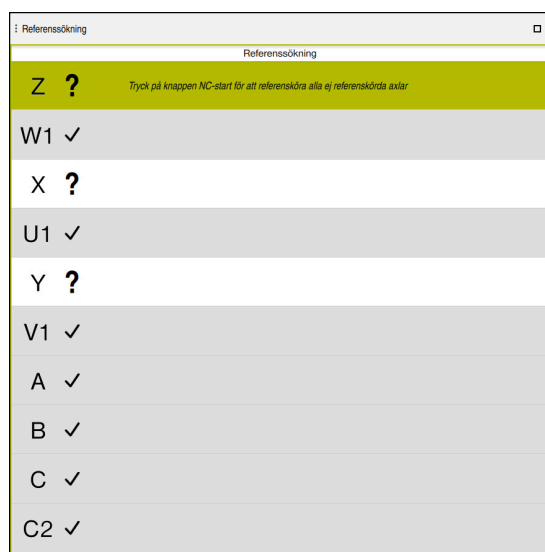 Referenssökning
Referenssökning
Z ? Tryck på knappen NC-start för att referensköra alla ej referenskörda axlar
W1 ✓
X ?
U1 ✓
Y ?
V1 ✓
A ✓
B ✓
C ✓
C2 ✓